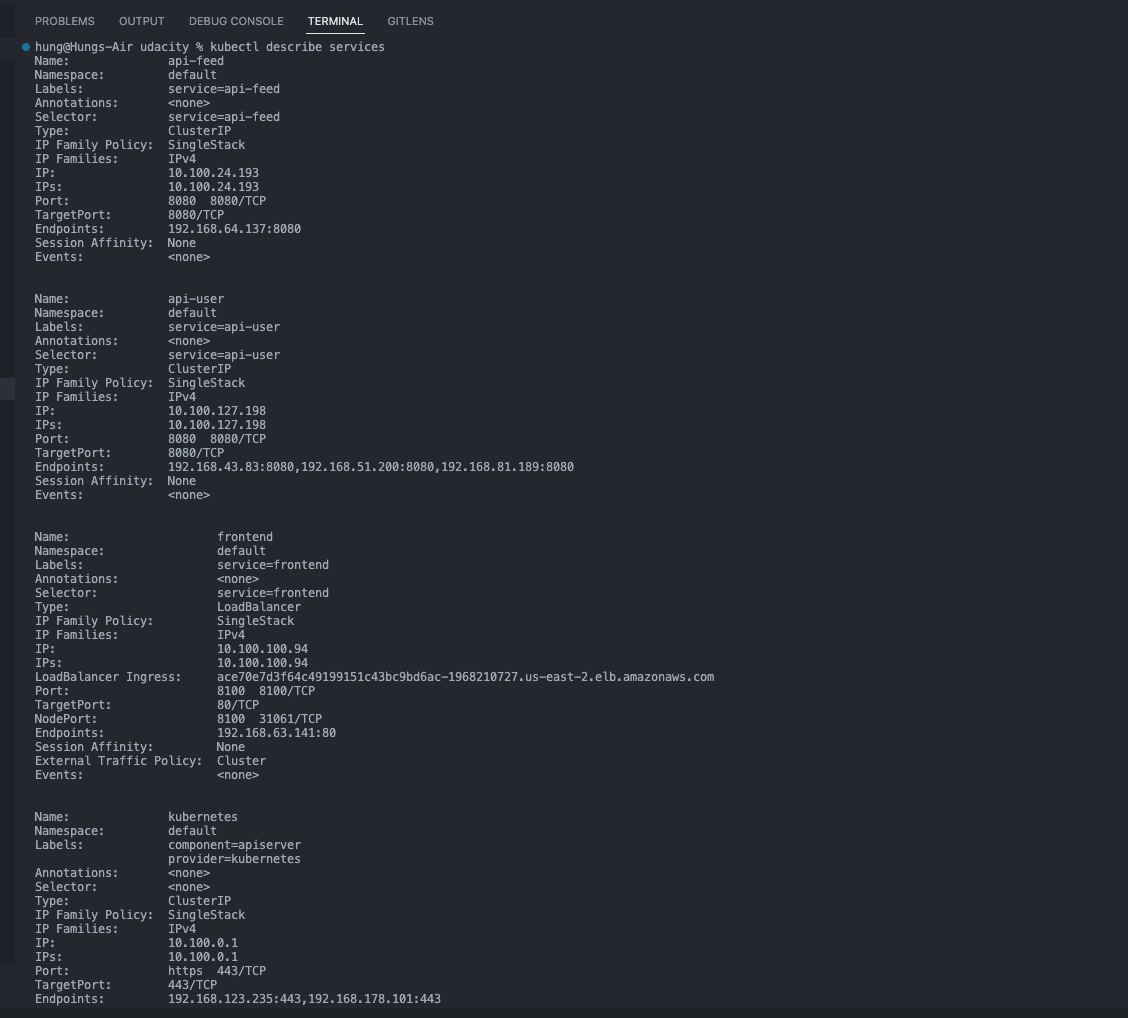 PROBLEMS OUTPUT DEBUG CONSOLE TERMINAL GITLENS
hung@Hungs-Air udacity % kubectl describe services
Name: api-feed
Namespace: default
Labels: service=api-feed
Annotations: <none>
Selector: service=api-feed
Type: ClusterIP
IP Family Policy: SingleStack
IP Families: IPv4
IP: 10.100.24.193
IPs: 10.100.24.193
Port: 8080 8080/TCP
TargetPort: 8080/TCP
Endpoints: 192.168.64.137:8080
Session Affinity: None
Events: <none>
Name: api-user
Namespace: default
Labels: service=api-user
Annotations: <none>
Selector: service=api-user
Type: ClusterIP
IP Family Policy: SingleStack
IP Families: IPv4
IP: 10.100.127.198
IPs: 10.100.127.198
Port: 8080 8080/TCP
TargetPort: 8080/TCP
Endpoints: 192.168.43.83:8080,192.168.51.200:8080,192.168.81.189:8080
Session Affinity: None
Events: <none>
Name: frontend
Namespace: default
Labels: service=frontend
Annotations: <none>
Selector: service=frontend
Type: LoadBalancer
IP Family Policy: SingleStack
IP Families: IPv4
IP: 10.100.100.94
IPs: 10.100.100.94
LoadBalancer Ingress: ace70e7d3f64c49199151c43bc9bd6ac-1968210727.us-east-2.elb.amazonaws.com
Port: 8100 8100/TCP
TargetPort: 80/TCP
NodePort: 8100 31061/TCP
Endpoints: 192.168.63.141:80
Session Affinity: None
External Traffic Policy: Cluster
Events: <none>
Name: kubernetes
Namespace: default
Labels: component=apiserver
provider=kubernetes
Annotations: <none>
Selector: <none>
Type: ClusterIP
IP Family Policy: SingleStack
IP Families: IPv4
IP: 10.100.0.1
IPs: 10.100.0.1
Port: https 443/TCP
TargetPort: 443/TCP
Endpoints: 192.168.123.235:443,192.168.178.101:443